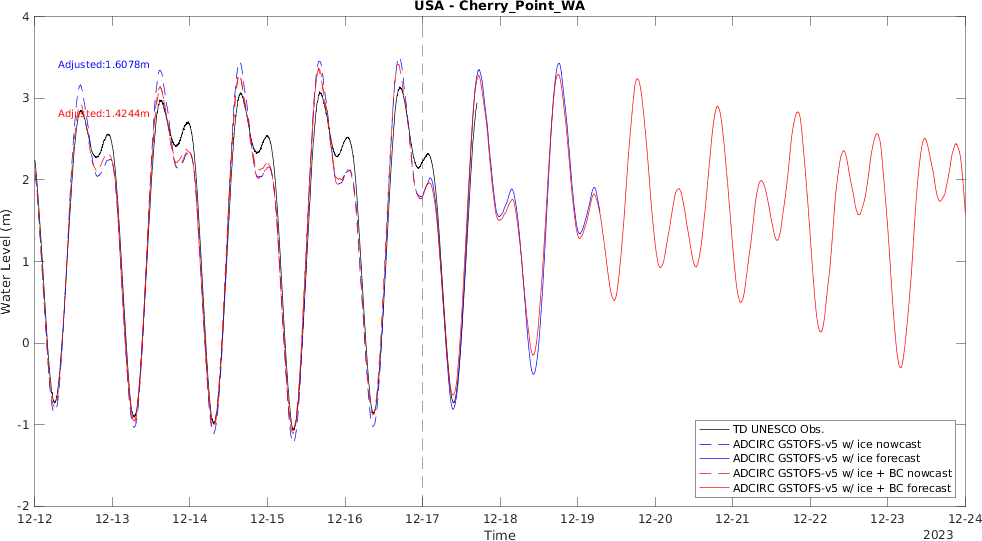 USA - Cherry_Point_WA
4
3
2
1
0
-1
-2
Water Level (m)
Adjusted:1.6078m
Adjusted:1.4244m
TD UNESCO Obs.
ADCIRC GSTOFS-v5 w/ ice nowcast
ADCIRC GSTOFS-v5 w/ ice forecast
ADCIRC GSTOFS-v5 w/ ice + BC nowcast
ADCIRC GSTOFS-v5 w/ ice + BC forecast
12-12 12-13 12-14 12-15 12-16 12-17 12-18 12-19 12-20 12-21 12-22 12-23 12-24
Time
2023